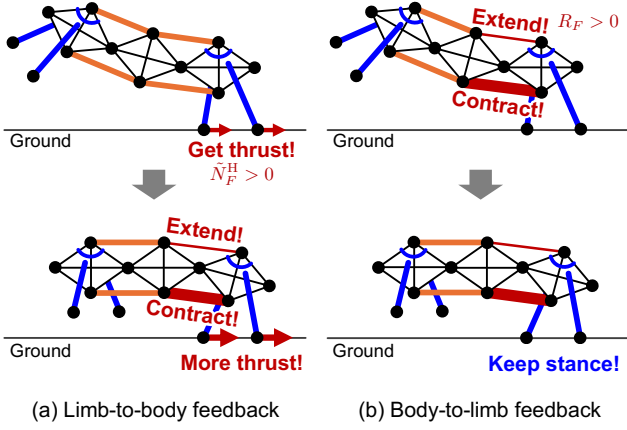 Extend!
R_F > 0
Contract!
Ground
Get thrust!
Ñ_F^H > 0
Ground
Extend!
Contract!
Ground
More thrust!
Ground
Keep stance!
(a) Limb-to-body feedback
(b) Body-to-limb feedback